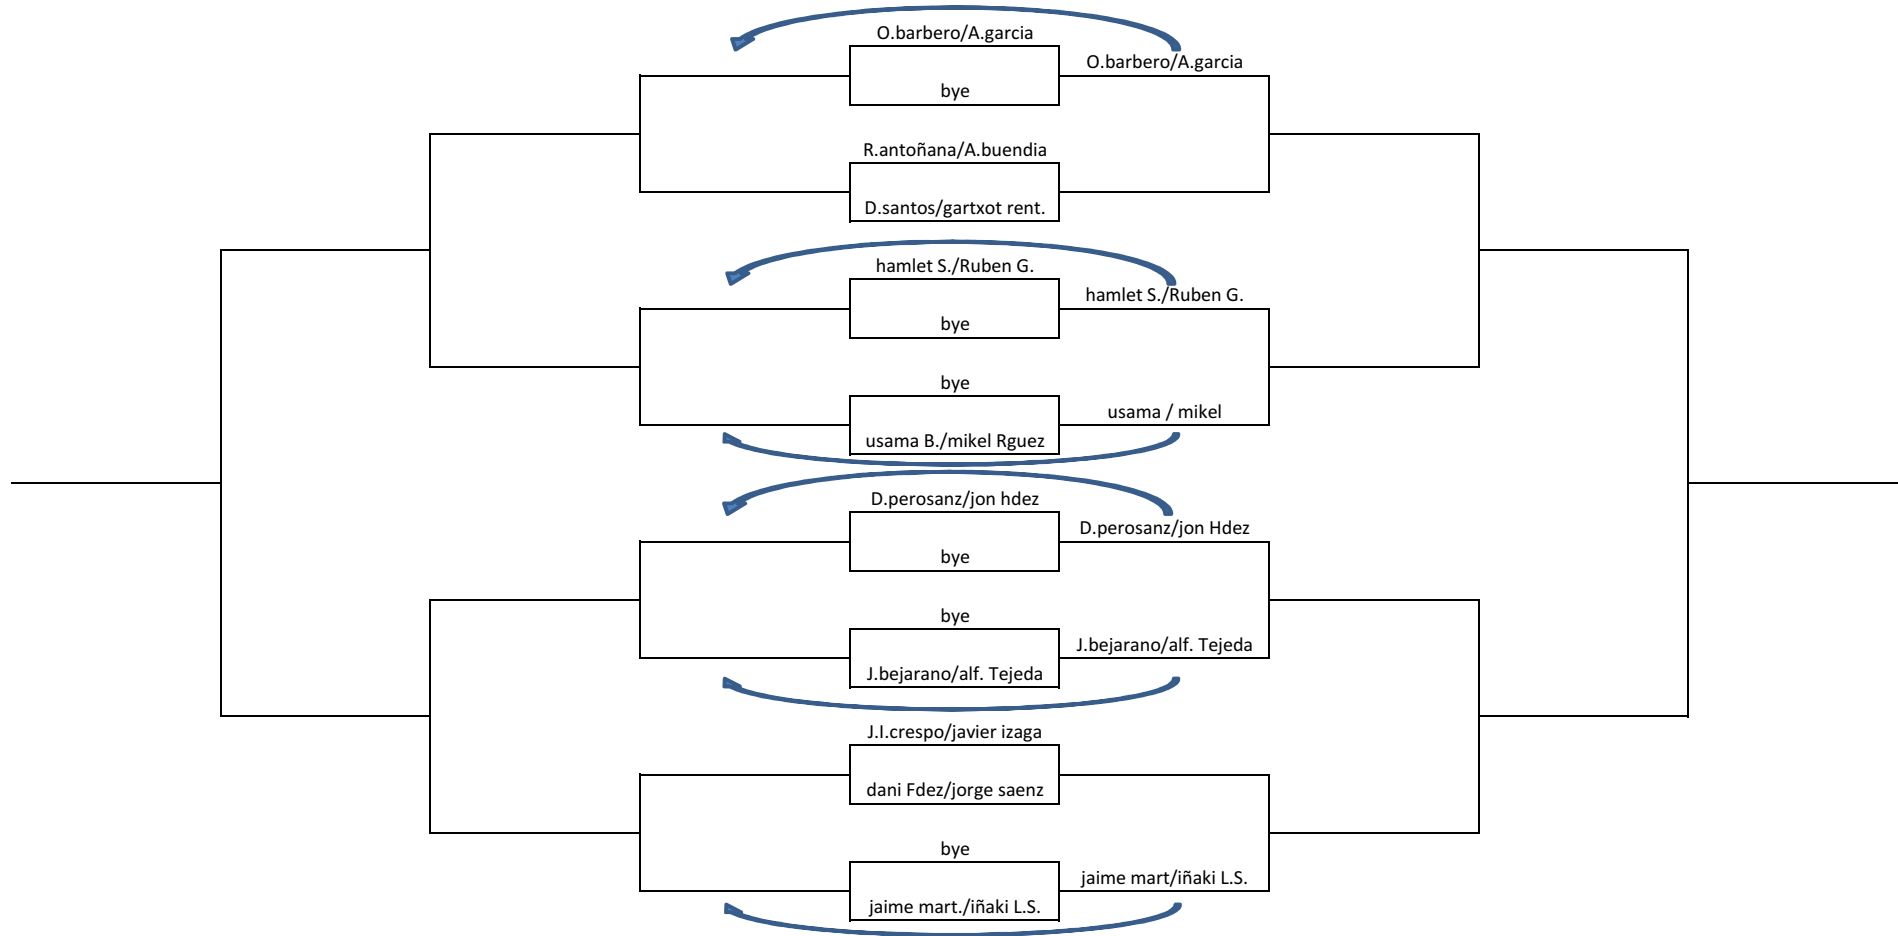 O.barbero/A.garcia
O.barbero/A.garcia
bye
R.antoñana/A.buendia
D.santos/gartxot rent.
hamlet S./Ruben G.
hamlet S./Ruben G.
bye
bye
usama / mikel
usama B./mikel Rguez
D.perosanz/jon hdez
D.perosanz/jon Hdez
bye
bye
J.bejarano/alf. Tejeda
J.bejarano/alf. Tejeda
J.I.crespo/javier izaga
dani Fdez/jorge saenz
bye
jaime mart/iñaki L.S.
jaime mart./iñaki L.S.